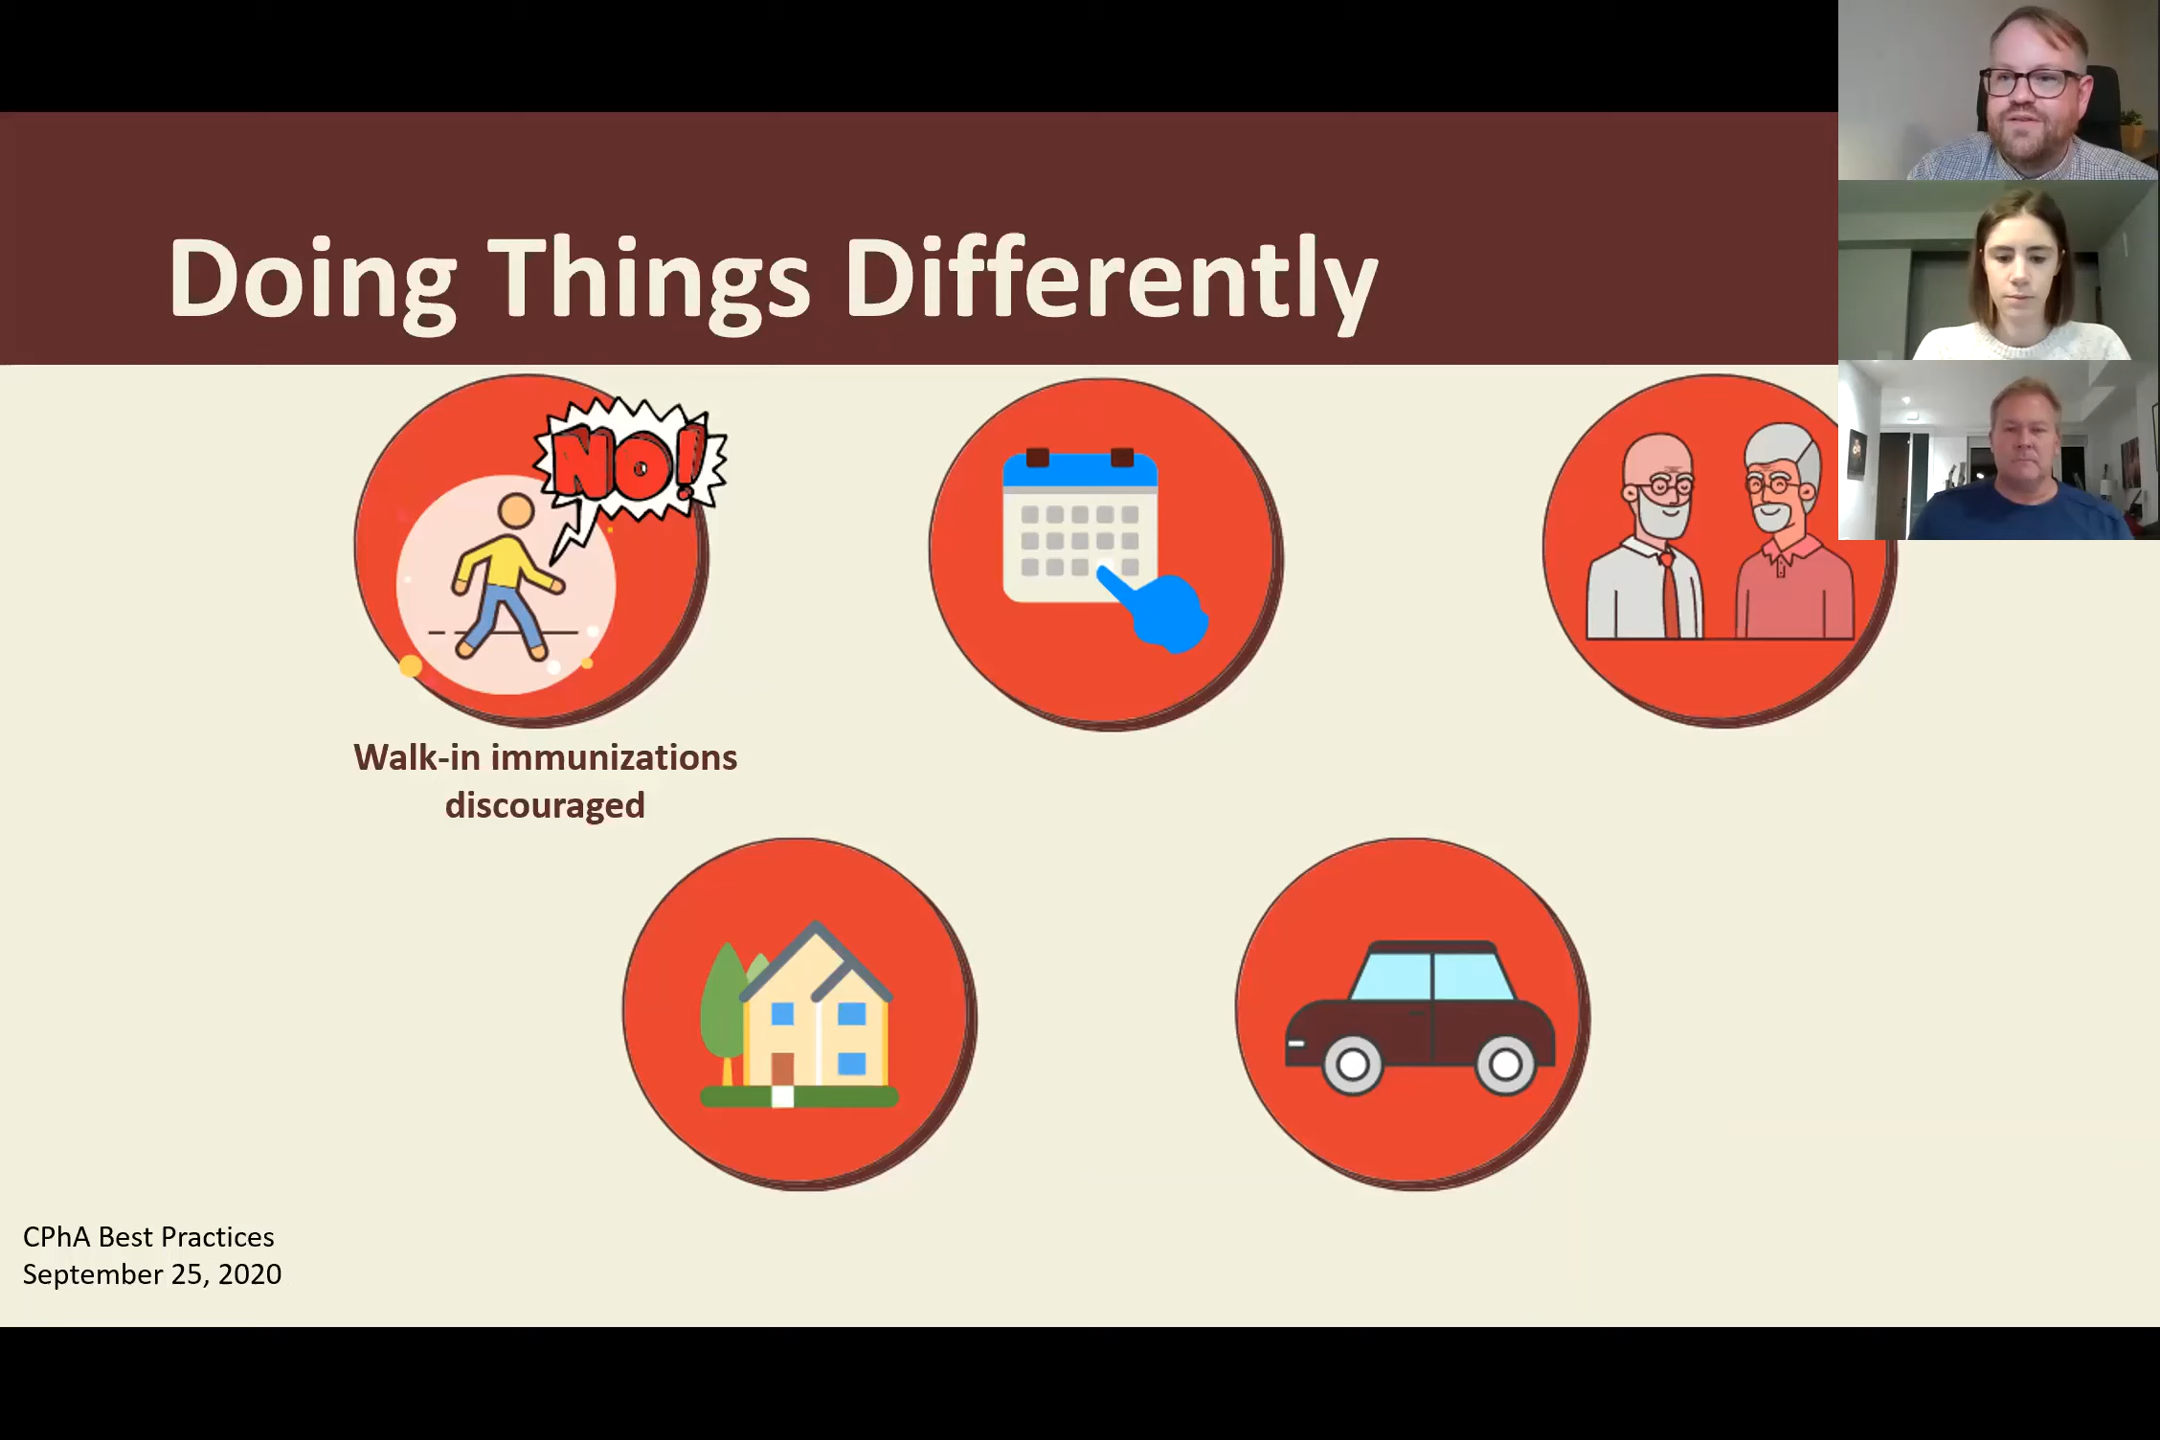 Doing Things Differently
NO!
Walk-in immunizations
discouraged
CPhA Best Practices
September 25, 2020